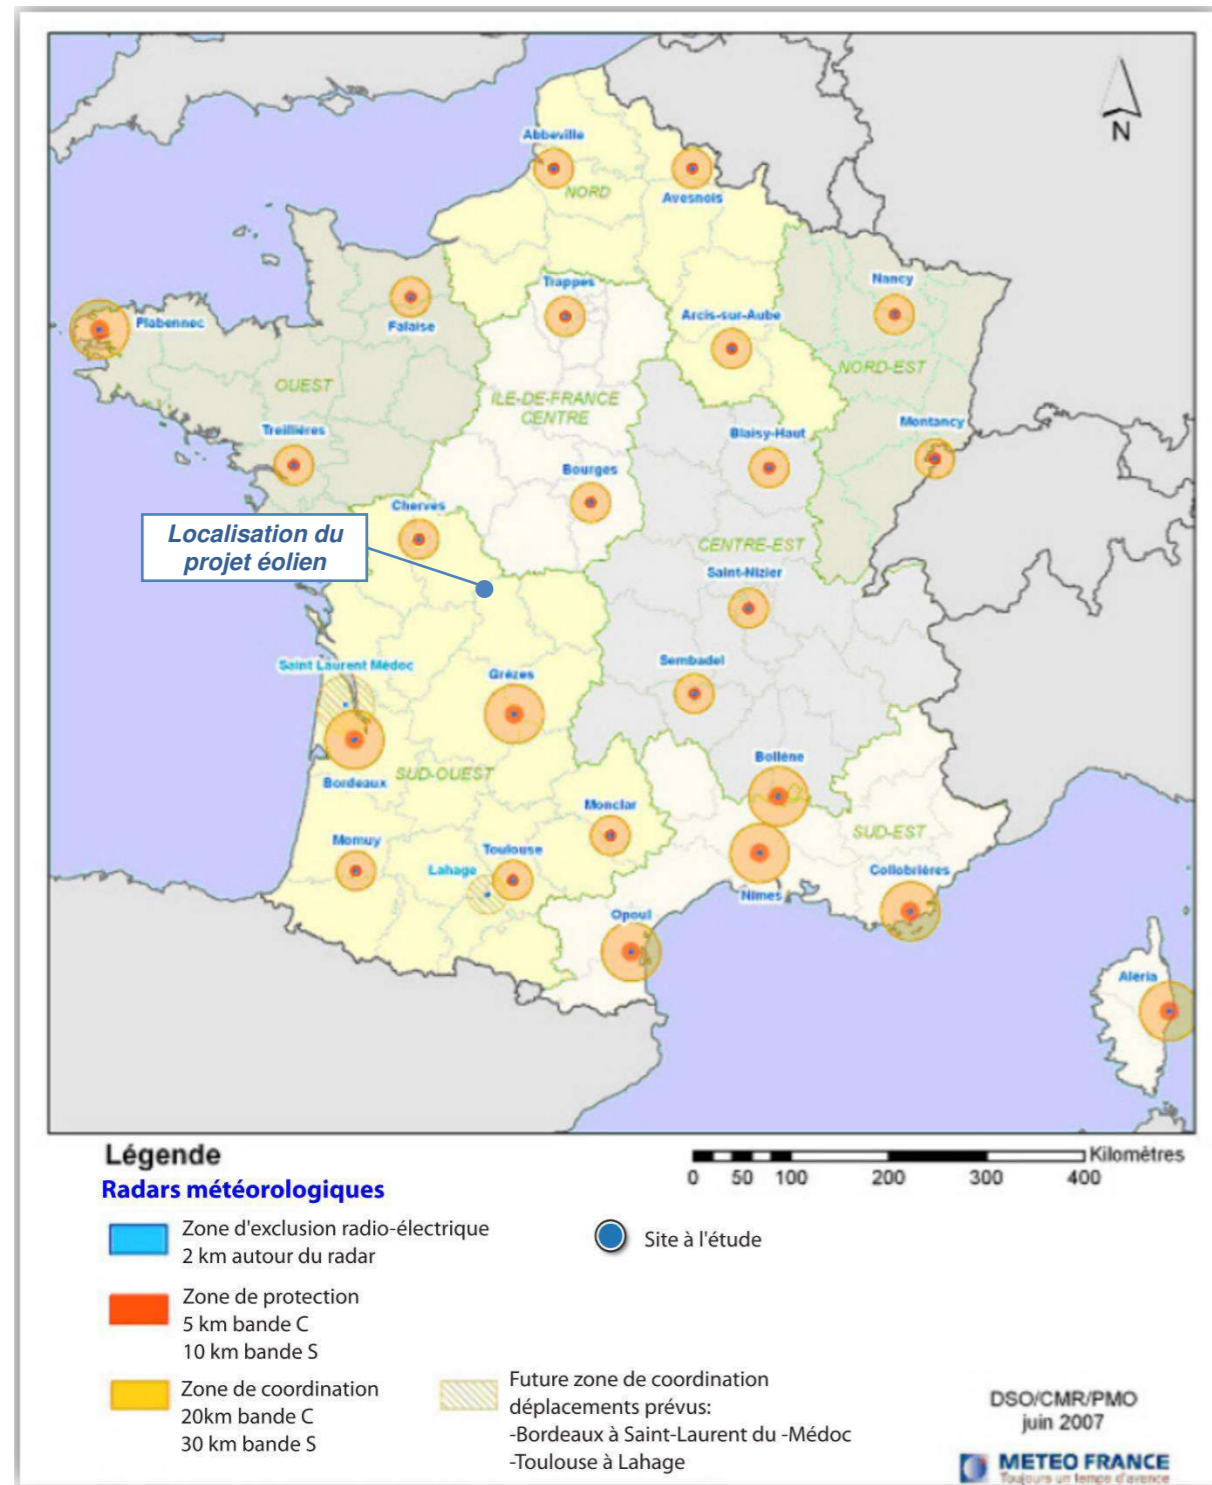 N
Abbeville
NORD
Avesnois
Trappes
Nancy
Arcis-sur-Aube
Plabennec
Falaise
NORD-EST
OUEST
ILE-DE-FRANCE
CENTRE
Treillières
Blaisy-Haut
Montancy
Bourges
Cherves
Localisation du
projet éolien
CENTRE-EST
Saint-Nizier
Saint Laurent Médoc
Grèzes
Sembadel
Bordeaux
SUD-OUEST
Bollène
Monclar
SUD-EST
Momuy
Toulouse
Lahage
Collobrières
Nîmes
Opoul
Aleria
Légende
Kilomètres
0 50 100 200 300 400
Radars météorologiques
Zone d'exclusion radio-électrique
2 km autour du radar
Site à l'étude
Zone de protection
5 km bande C
10 km bande S
Zone de coordination
20km bande C
30 km bande S
Future zone de coordination
déplacements prévus:
-Bordeaux à Saint-Laurent du -Médoc
-Toulouse à Lahage
DSO/CMR/PMO
juin 2007
METEO FRANCE
Toujours un temps d'avance